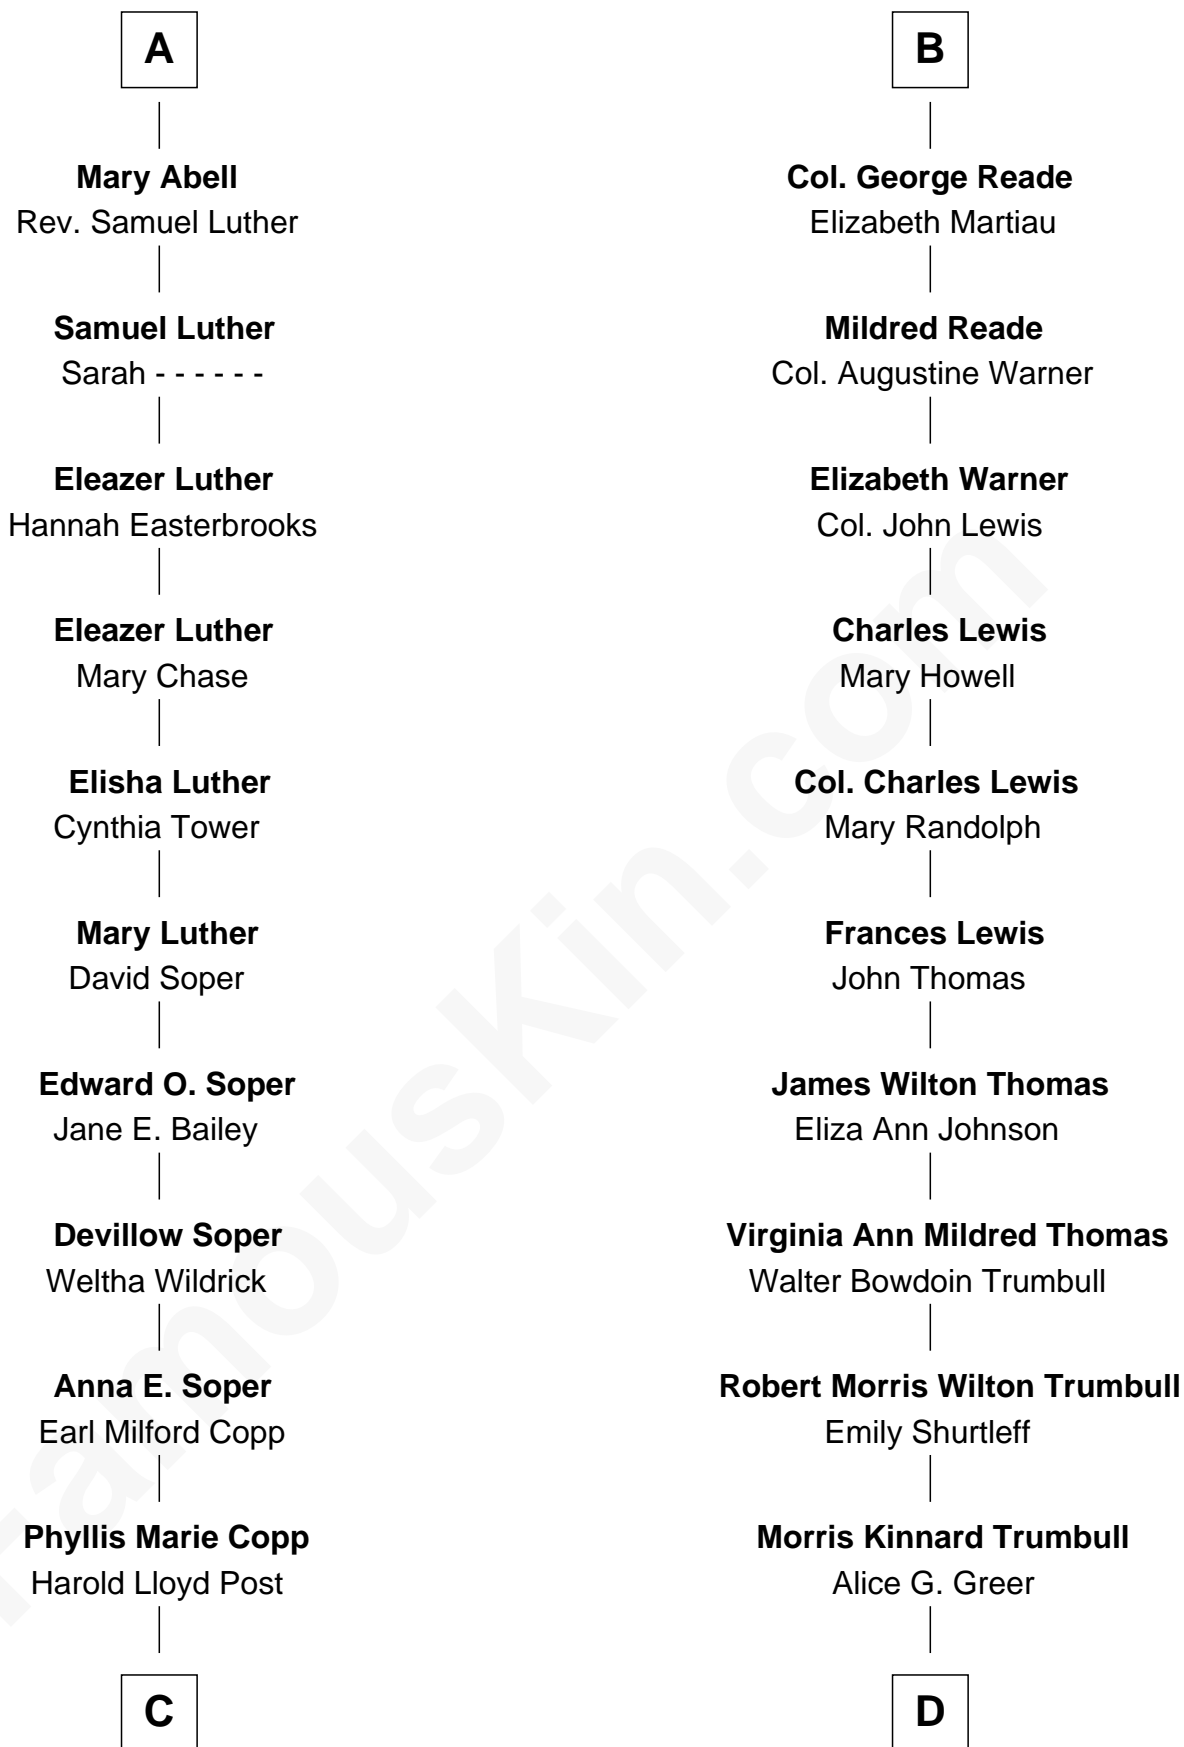 A
Mary Abell
Rev. Samuel Luther
Samuel Luther
Sarah - - - - - -
Eleazer Luther
Hannah Easterbrooks
Eleazer Luther
Mary Chase
Elisha Luther
Cynthia Tower
Mary Luther
David Soper
Edward O. Soper
Jane E. Bailey
Devillow Soper
Weltha Wildrick
Anna E. Soper
Earl Milford Copp
Phyllis Marie Copp
Harold Lloyd Post
C
B
Col. George Reade
Elizabeth Martiau
Mildred Reade
Col. Augustine Warner
Elizabeth Warner
Col. John Lewis
Charles Lewis
Mary Howell
Col. Charles Lewis
Mary Randolph
Frances Lewis
John Thomas
James Wilton Thomas
Eliza Ann Johnson
Virginia Ann Mildred Thomas
Walter Bowdoin Trumbull
Robert Morris Wilton Trumbull
Emily Shurtleff
Morris Kinnard Trumbull
Alice G. Greer
D
FamousKin.com